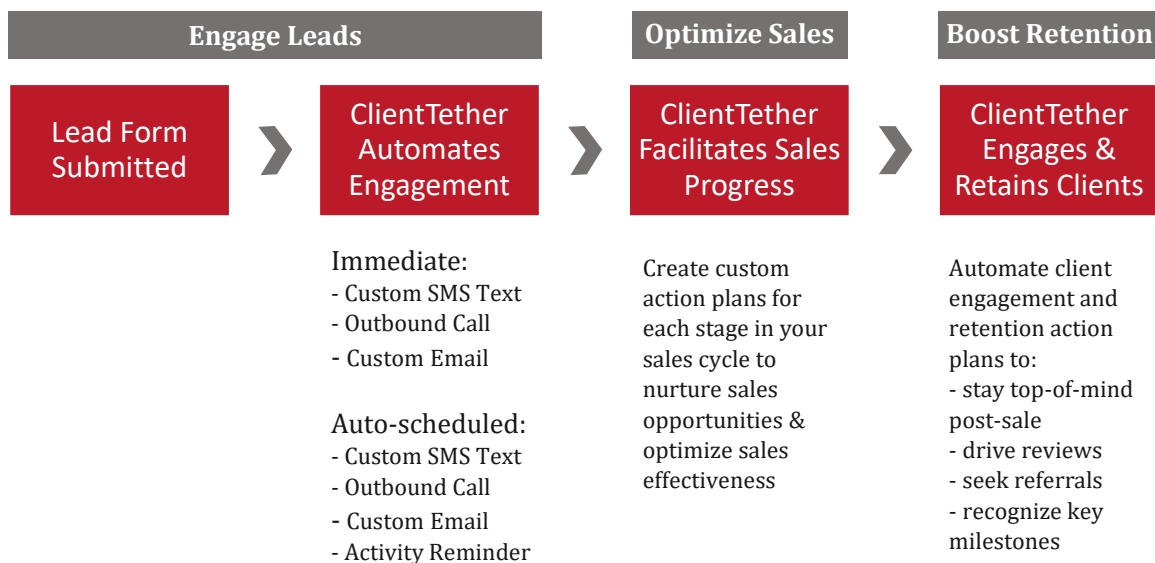 Engage Leads
Optimize Sales
Boost Retention
Lead Form
Submitted
ClientTether
Automates
Engagement
ClientTether
Facilitates Sales
Progress
ClientTether
Engages &
Retains Clients
Immediate:
- Custom SMS Text
- Outbound Call
- Custom Email
Auto-scheduled:
- Custom SMS Text
- Outbound Call
- Custom Email
- Activity Reminder
Create custom
action plans for
each stage in your
sales cycle to
nurture sales
opportunities &
optimize sales
effectiveness
Automate client
engagement and
retention action
plans to:
- stay top-of-mind
post-sale
- drive reviews
- seek referrals
- recognize key
milestones